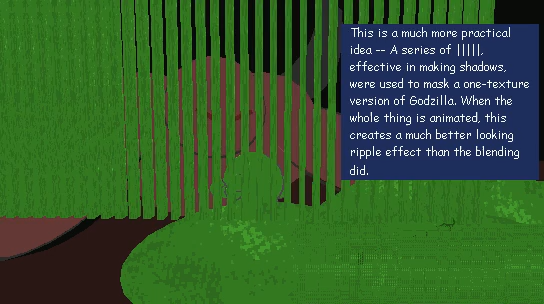 This is a much more practical
idea -- A series of |||||,
effective in making shadows,
were used to mask a one-texture
version of Godzilla. When the
whole thing is animated, this
creates a much better looking
ripple effect than the blending
did.